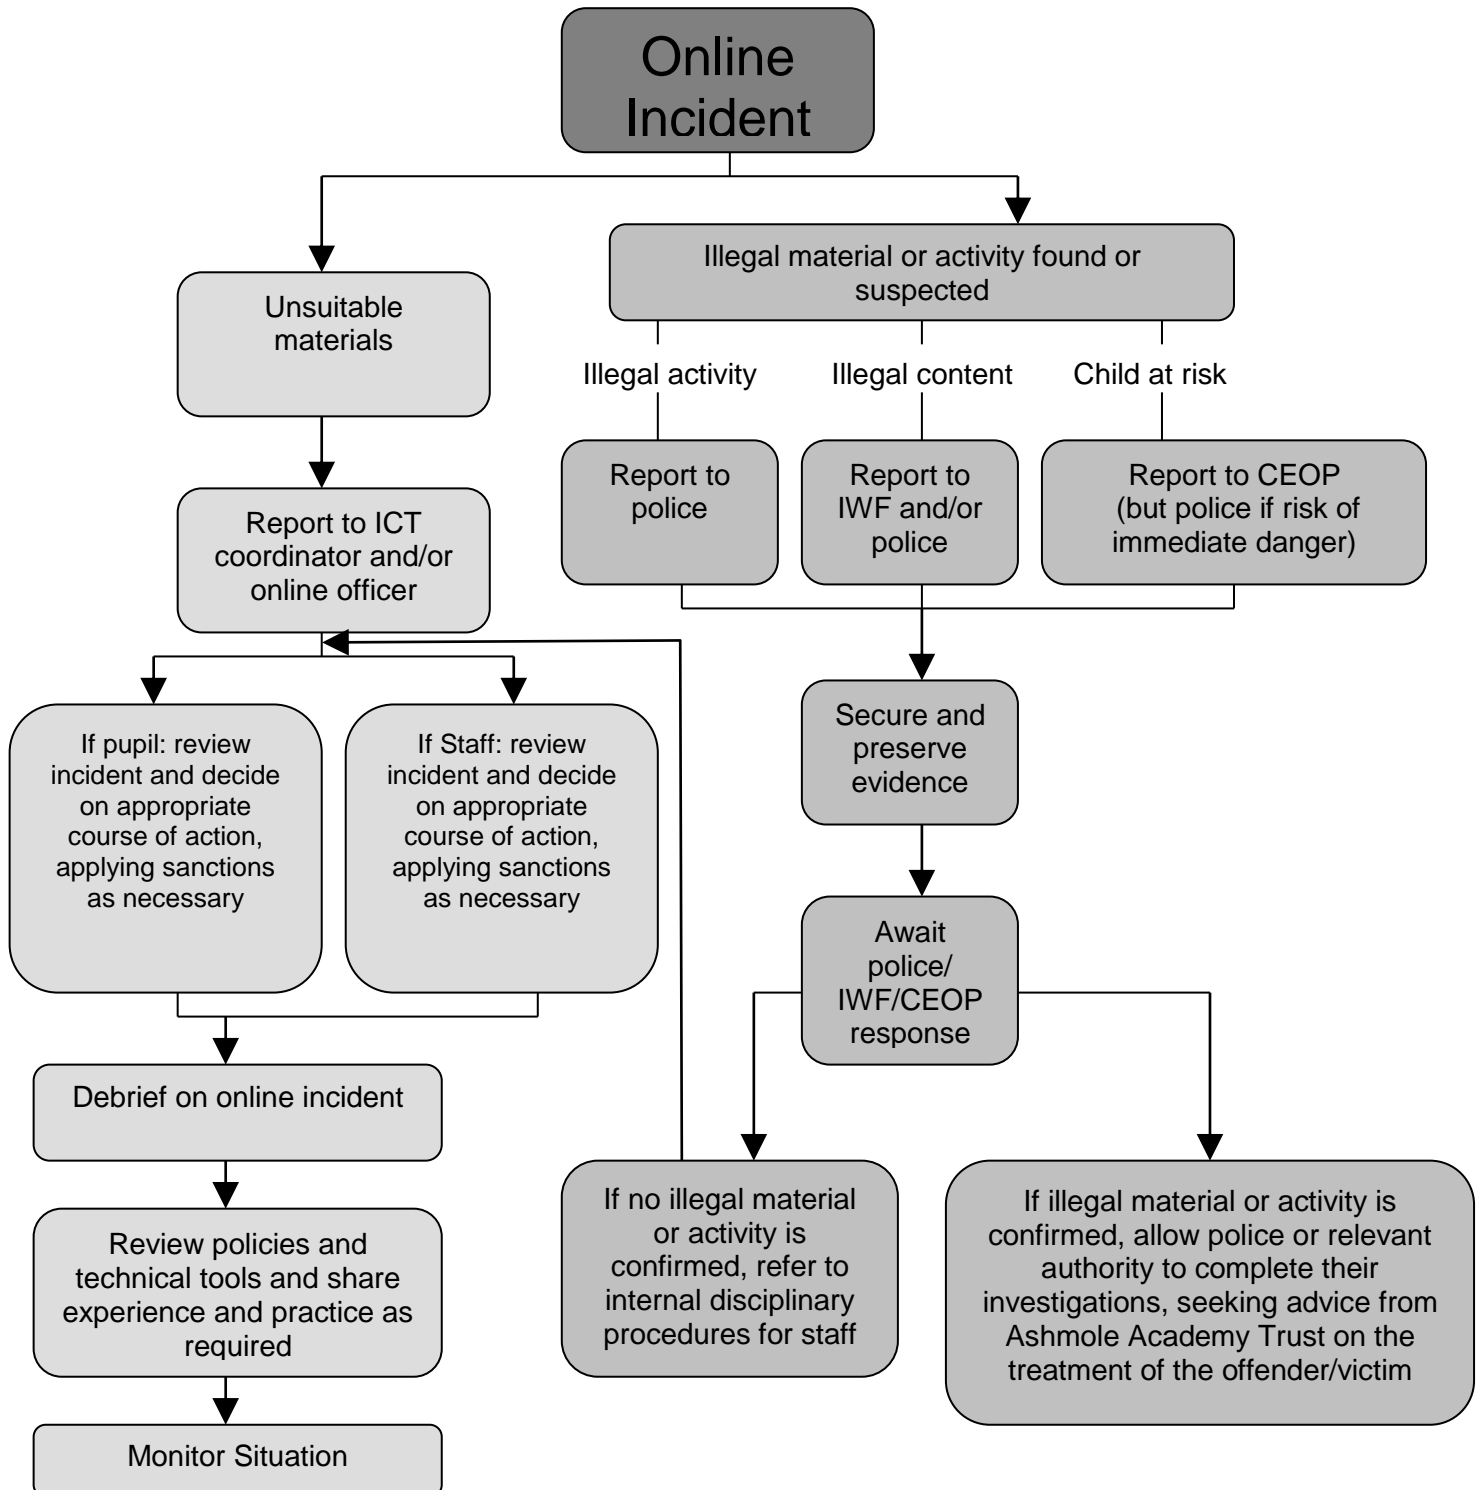 Online
Incident
Illegal material or activity found or
suspected
Unsuitable
materials
Illegal activity
Illegal content
Child at risk
Report to
police
Report to
IWF and/or
police
Report to CEOP
(but police if risk of
immediate danger)
Report to ICT
coordinator and/or
online officer
If pupil: review
incident and decide
on appropriate
course of action,
applying sanctions
as necessary
If Staff: review
incident and decide
on appropriate
course of action,
applying sanctions
as necessary
Secure and
preserve
evidence
Await
police/
IWF/CEOP
response
Debrief on online incident
Review policies and
technical tools and share
experience and practice as
required
Monitor Situation
If no illegal material
or activity is
confirmed, refer to
internal disciplinary
procedures for staff
If illegal material or activity is
confirmed, allow police or relevant
authority to complete their
investigations, seeking advice from
Ashmole Academy Trust on the
treatment of the offender/victim